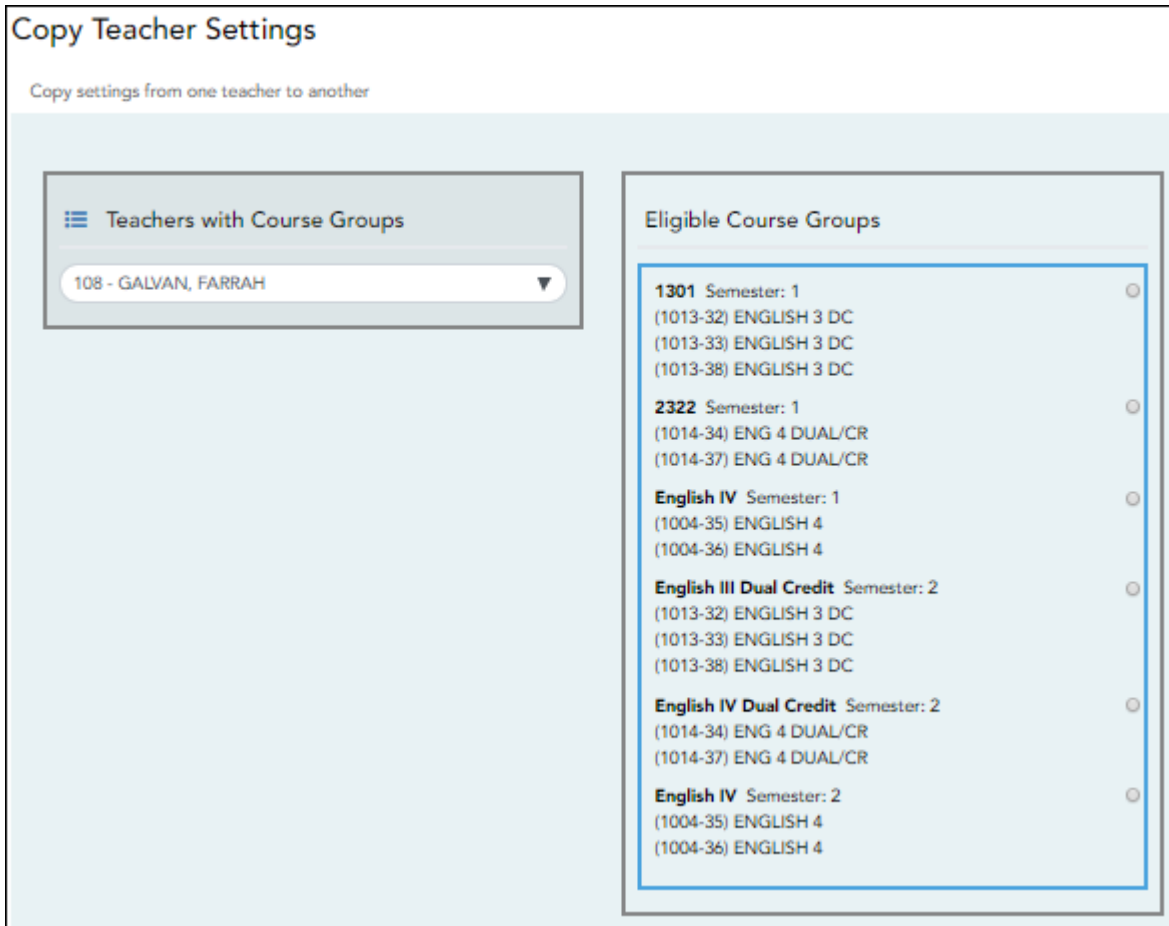 Copy Teacher Settings
Copy settings from one teacher to another
Teachers with Course Groups
108 - GALVAN, FARRAH
Eligible Course Groups
1301 Semester: 1
(1013-32) ENGLISH 3 DC
(1013-33) ENGLISH 3 DC
(1013-38) ENGLISH 3 DC
2322 Semester: 1
(1014-34) ENG 4 DUAL/CR
(1014-37) ENG 4 DUAL/CR
English IV Semester: 1
(1004-35) ENGLISH 4
(1004-36) ENGLISH 4
English III Dual Credit Semester: 2
(1013-32) ENGLISH 3 DC
(1013-33) ENGLISH 3 DC
(1013-38) ENGLISH 3 DC
English IV Dual Credit Semester: 2
(1014-34) ENG 4 DUAL/CR
(1014-37) ENG 4 DUAL/CR
English IV Semester: 2
(1004-35) ENGLISH 4
(1004-36) ENGLISH 4